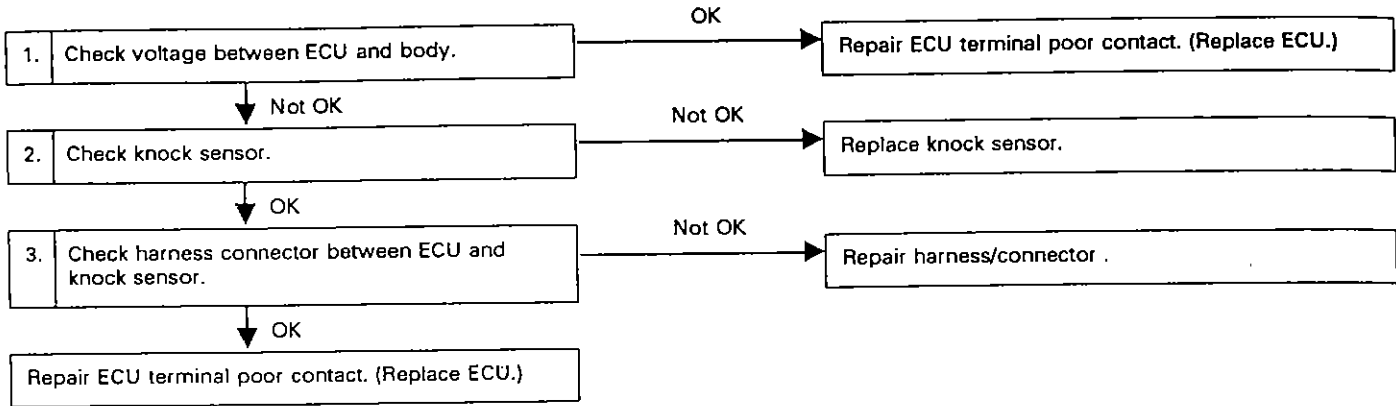 OK
1. Check voltage between ECU and body.
Repair ECU terminal poor contact. (Replace ECU.)
Not OK
Not OK
2. Check knock sensor.
Replace knock sensor.
OK
Not OK
3. Check harness connector between ECU and
knock sensor.
Repair harness/connector .
OK
Repair ECU terminal poor contact. (Replace ECU.)